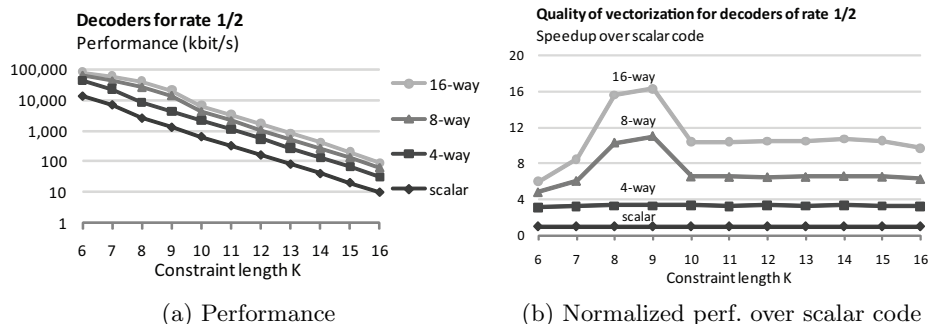 Decoders for rate 1/2
Performance (kbit/s)
100,000
10,000
1,000
100
10
1
6 7 8 9 10 11 12 13 14 15 16
Constraint length K
16-way
8-way
4-way
scalar
(a) Performance
Quality of vectorization for decoders of rate 1/2
Speedup over scalar code
20
16
12
8
4
0
16-way
8-way
4-way
scalar
6 7 8 9 10 11 12 13 14 15 16
Constraint length K
(b) Normalized perf. over scalar code